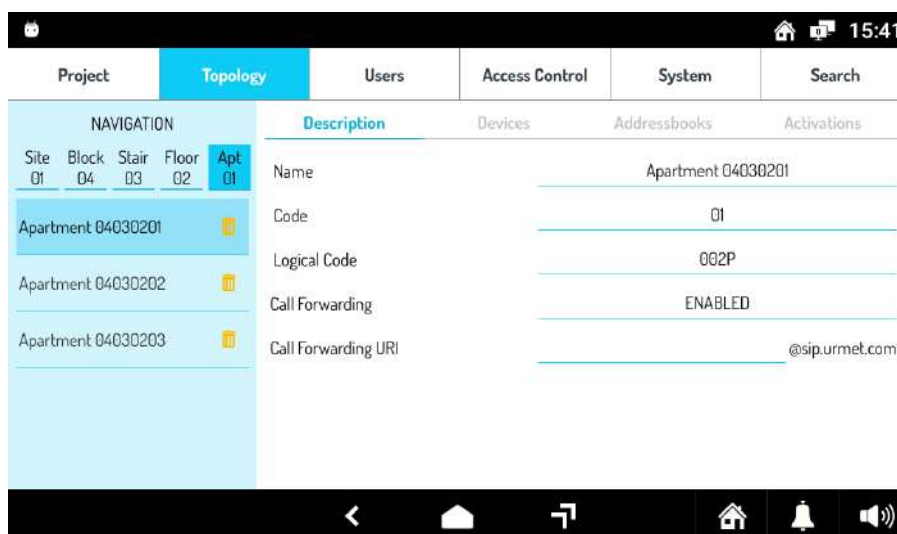 15:41
Project Topology Users Access Control System Search
NAVIGATION
Description Devices Addressbooks Activations
Site Block Stair Floor Apt
01 04 03 02 01
Name Apartment 04030201
Code 01
Apartment 04030201
Logical Code 002P
Apartment 04030202
Call Forwarding ENABLED
Apartment 04030203
Call Forwarding URI @sip.urmet.com